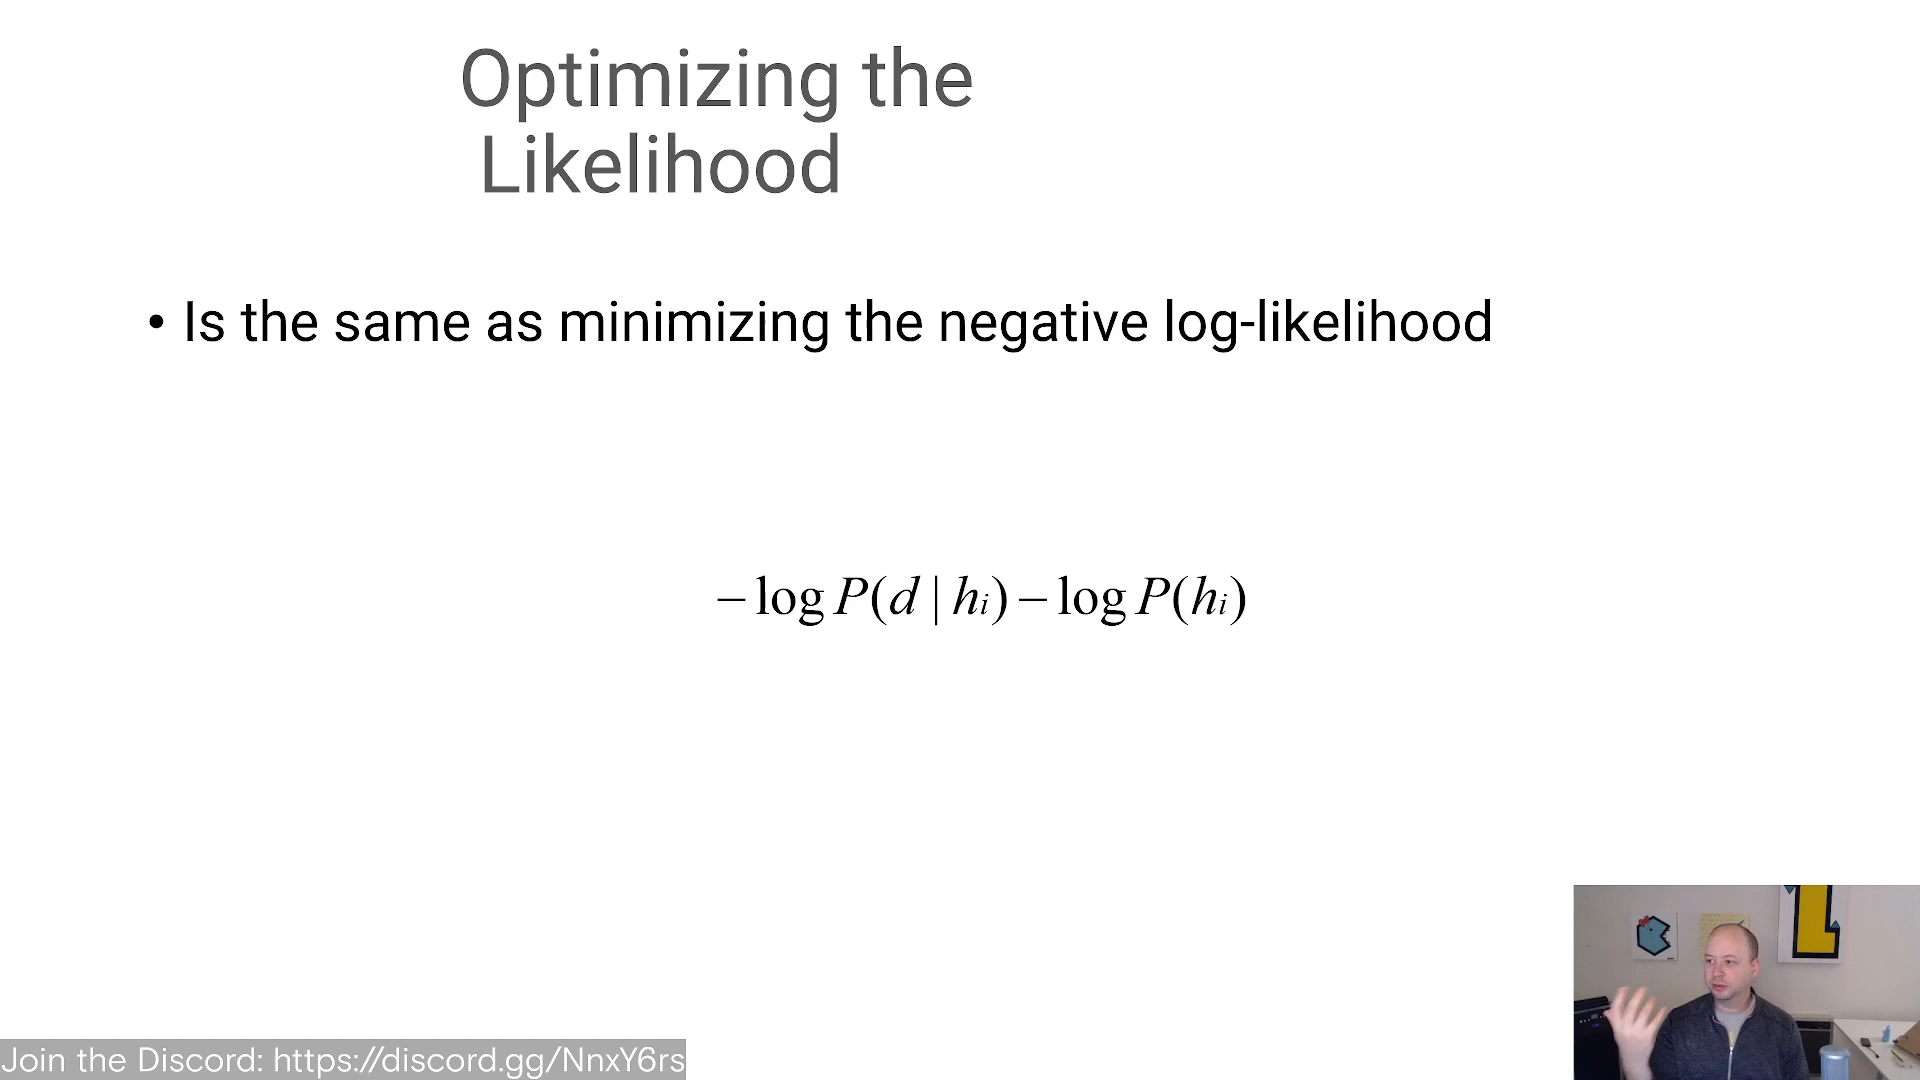 Optimizing the
Likelihood
• Is the same as minimizing the negative log-likelihood
− log P(d | hᵢ) − log P(hᵢ)
Join the Discord: https://discord.gg/NnxY6rs